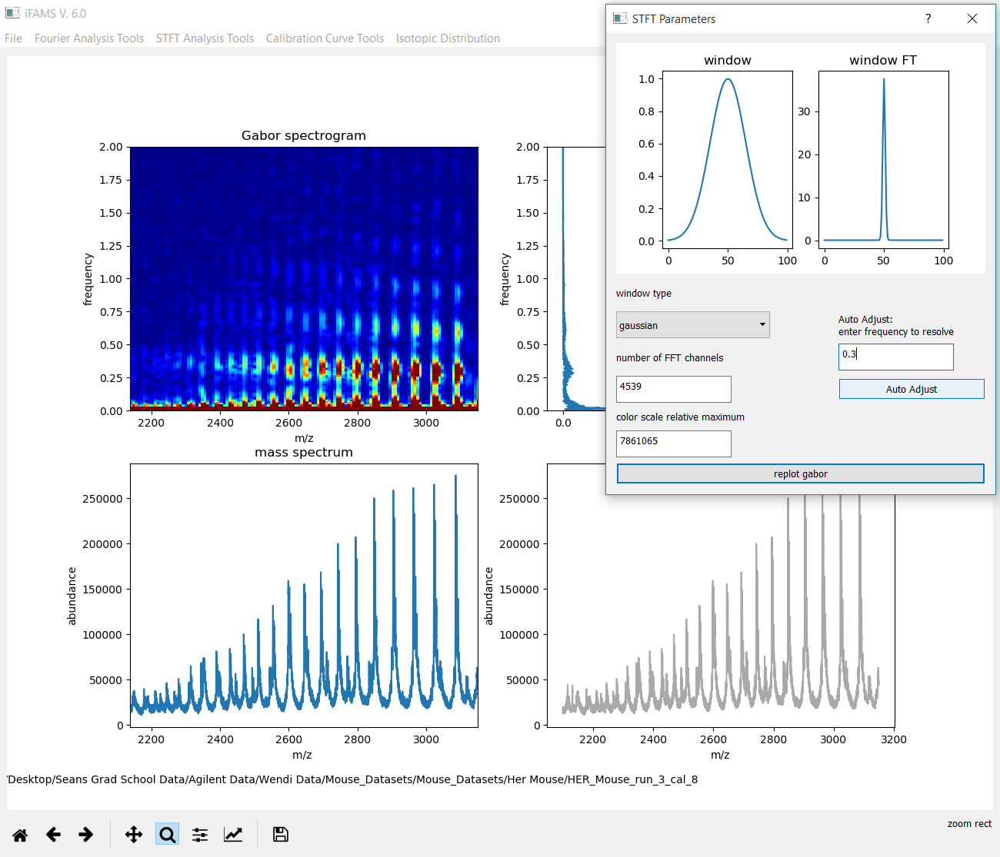 iFAMS V. 6.0
File Fourier Analysis Tools STFT Analysis Tools Calibration Curve Tools Isotopic Distribution
STFT Parameters
?
window
window FT
1.0
0.8
0.6
0.4
0.2
0.0
0 50 100
30
20
10
0
0 50 100
window type
gaussian
Auto Adjust:
enter frequency to resolve
0.3
number of FFT channels
4539
Auto Adjust
color scale relative maximum
7861065
replot gabor
Gabor spectrogram
2.00
1.75
1.50
1.25
1.00
0.75
0.50
0.25
0.00
frequency
2200 2400 2600 2800 3000
m/z
2.00
1.75
1.50
1.25
1.00
0.75
0.50
0.25
0.00
frequency
0.0
mass spectrum
250000
200000
150000
100000
50000
0
abundance
2200 2400 2600 2800 3000
m/z
250000
200000
150000
100000
50000
0
abundance
2200 2400 2600 2800 3000 3200
m/z
/Desktop/Seans Grad School Data/Agilent Data/Wendi Data/Mouse_Datasets/Mouse_Datasets/Her Mouse/HER_Mouse_run_3_cal_8
zoom rect